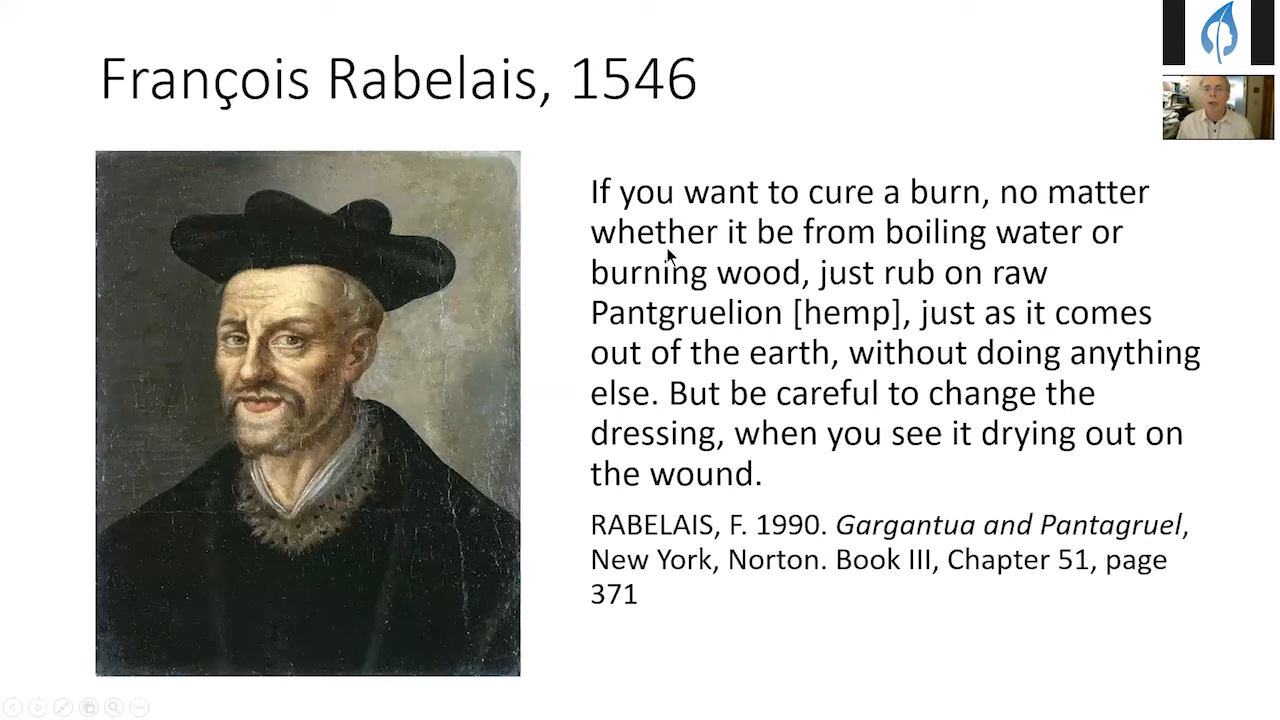 François Rabelais, 1546
If you want to cure a burn, no matter
whether it be from boiling water or
burning wood, just rub on raw
Pantgruelion [hemp], just as it comes
out of the earth, without doing anything
else. But be careful to change the
dressing, when you see it drying out on
the wound.
RABELAIS, F. 1990. Gargantua and Pantagruel,
New York, Norton. Book III, Chapter 51, page
371